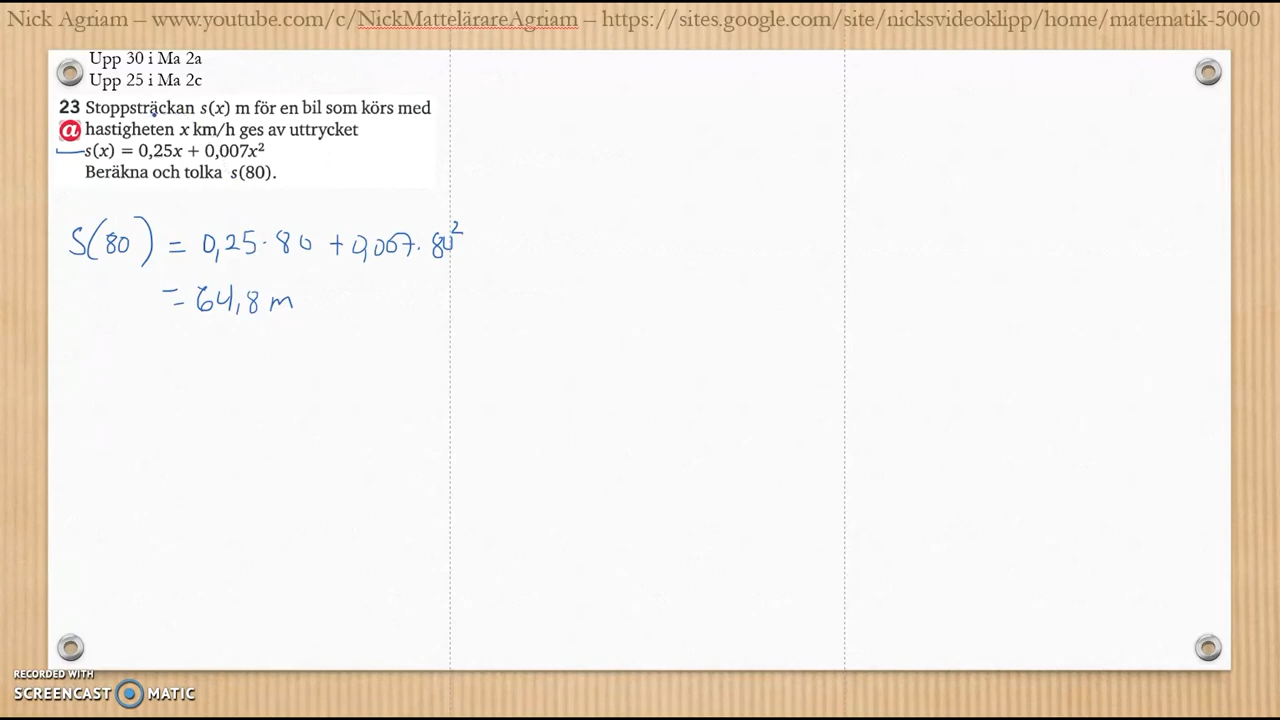 Nick Agriam – www.youtube.com/c/NickMattelärareAgriam – https://sites.google.com/site/nicksvideoklipp/home/matematik-5000
Upp 30 i Ma 2a
Upp 25 i Ma 2c
23 Stoppsträckan s(x) m för en bil som körs med
a hastigheten x km/h ges av uttrycket
s(x) = 0,25x + 0,007x²
Beräkna och tolka s(80).
S(80) = 0,25·80 + 0,007·80²
= 64,8 m
RECORDED WITH
SCREENCAST MATIC